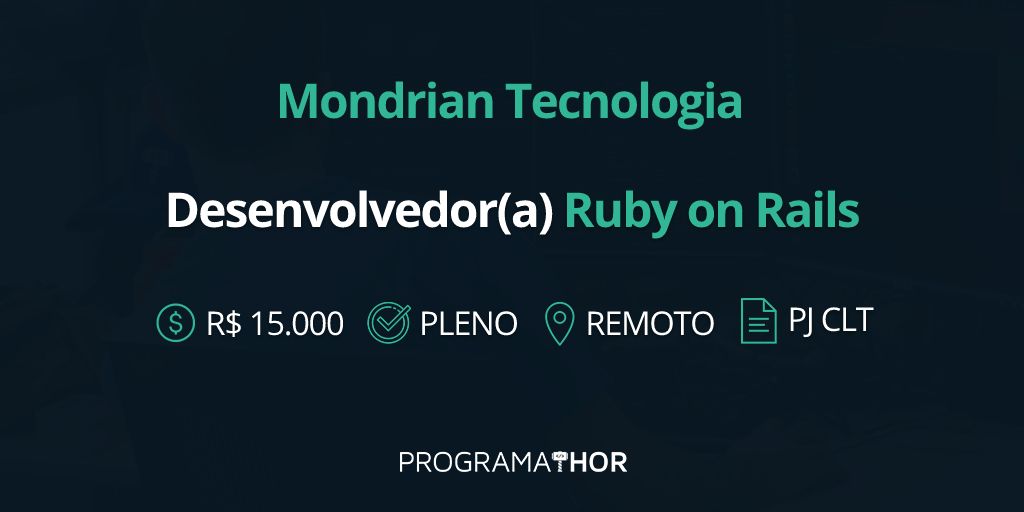 Mondrian Tecnologia
Desenvolvedor(a) Ruby on Rails
R$ 15.000 PLENO REMOTO PJ CLT
PROGRAMATHOR